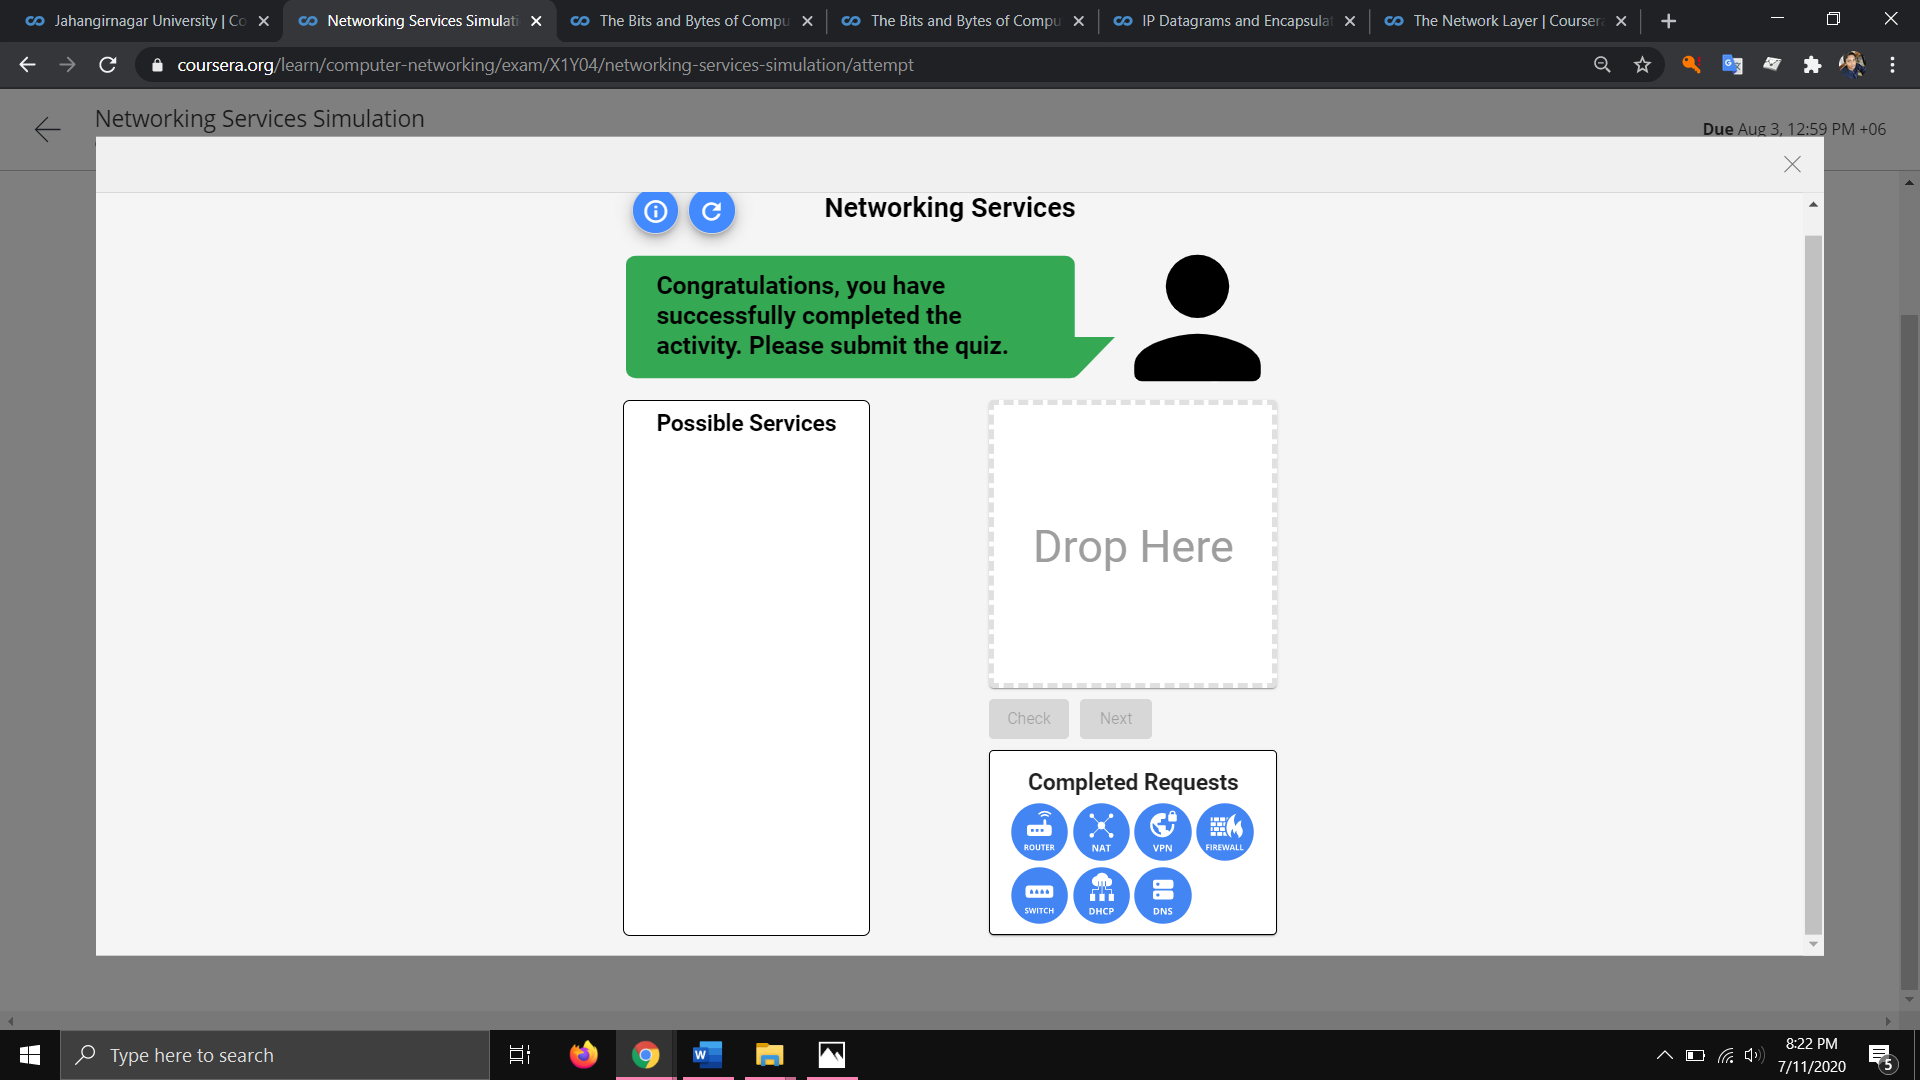 Jahangirnagar University | Co
Networking Services Simulati
The Bits and Bytes of Compu
The Bits and Bytes of Compu
IP Datagrams and Encapsulat
The Network Layer | Coursera
coursera.org/learn/computer-networking/exam/X1Y04/networking-services-simulation/attempt
Networking Services Simulation
Due Aug 3, 12:59 PM +06
Networking Services
Congratulations, you have
successfully completed the
activity. Please submit the quiz.
Possible Services
Drop Here
Check
Next
Completed Requests
ROUTER
NAT
VPN
FIREWALL
SWITCH
DHCP
DNS
Type here to search
8:22 PM
7/11/2020
5